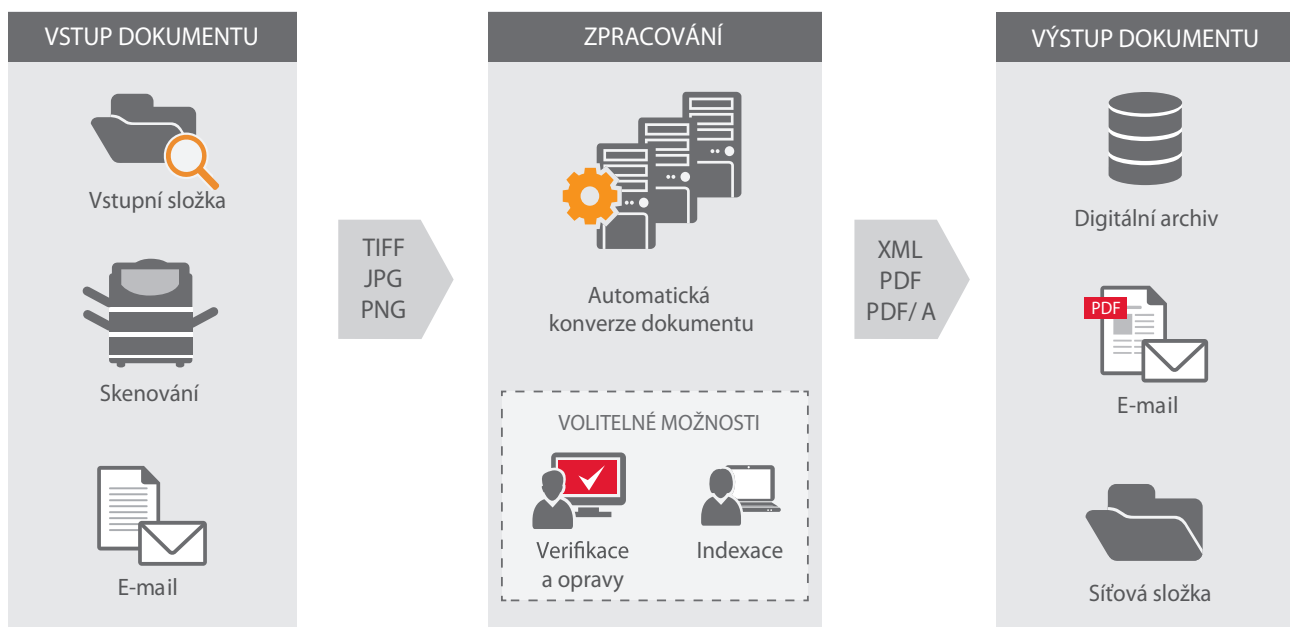 VSTUP DOKUMENTU
Vstupní složka
Skenování
E-mail
TIFF
JPG
PNG
ZPRACOVÁNÍ
Automatická
konverze dokumentu
VOLITELNÉ MOŽNOSTI
Verifikace
a opravy
Indexace
XML
PDF
PDF/ A
VÝSTUP DOKUMENTU
Digitální archiv
PDF
E-mail
Síťová složka